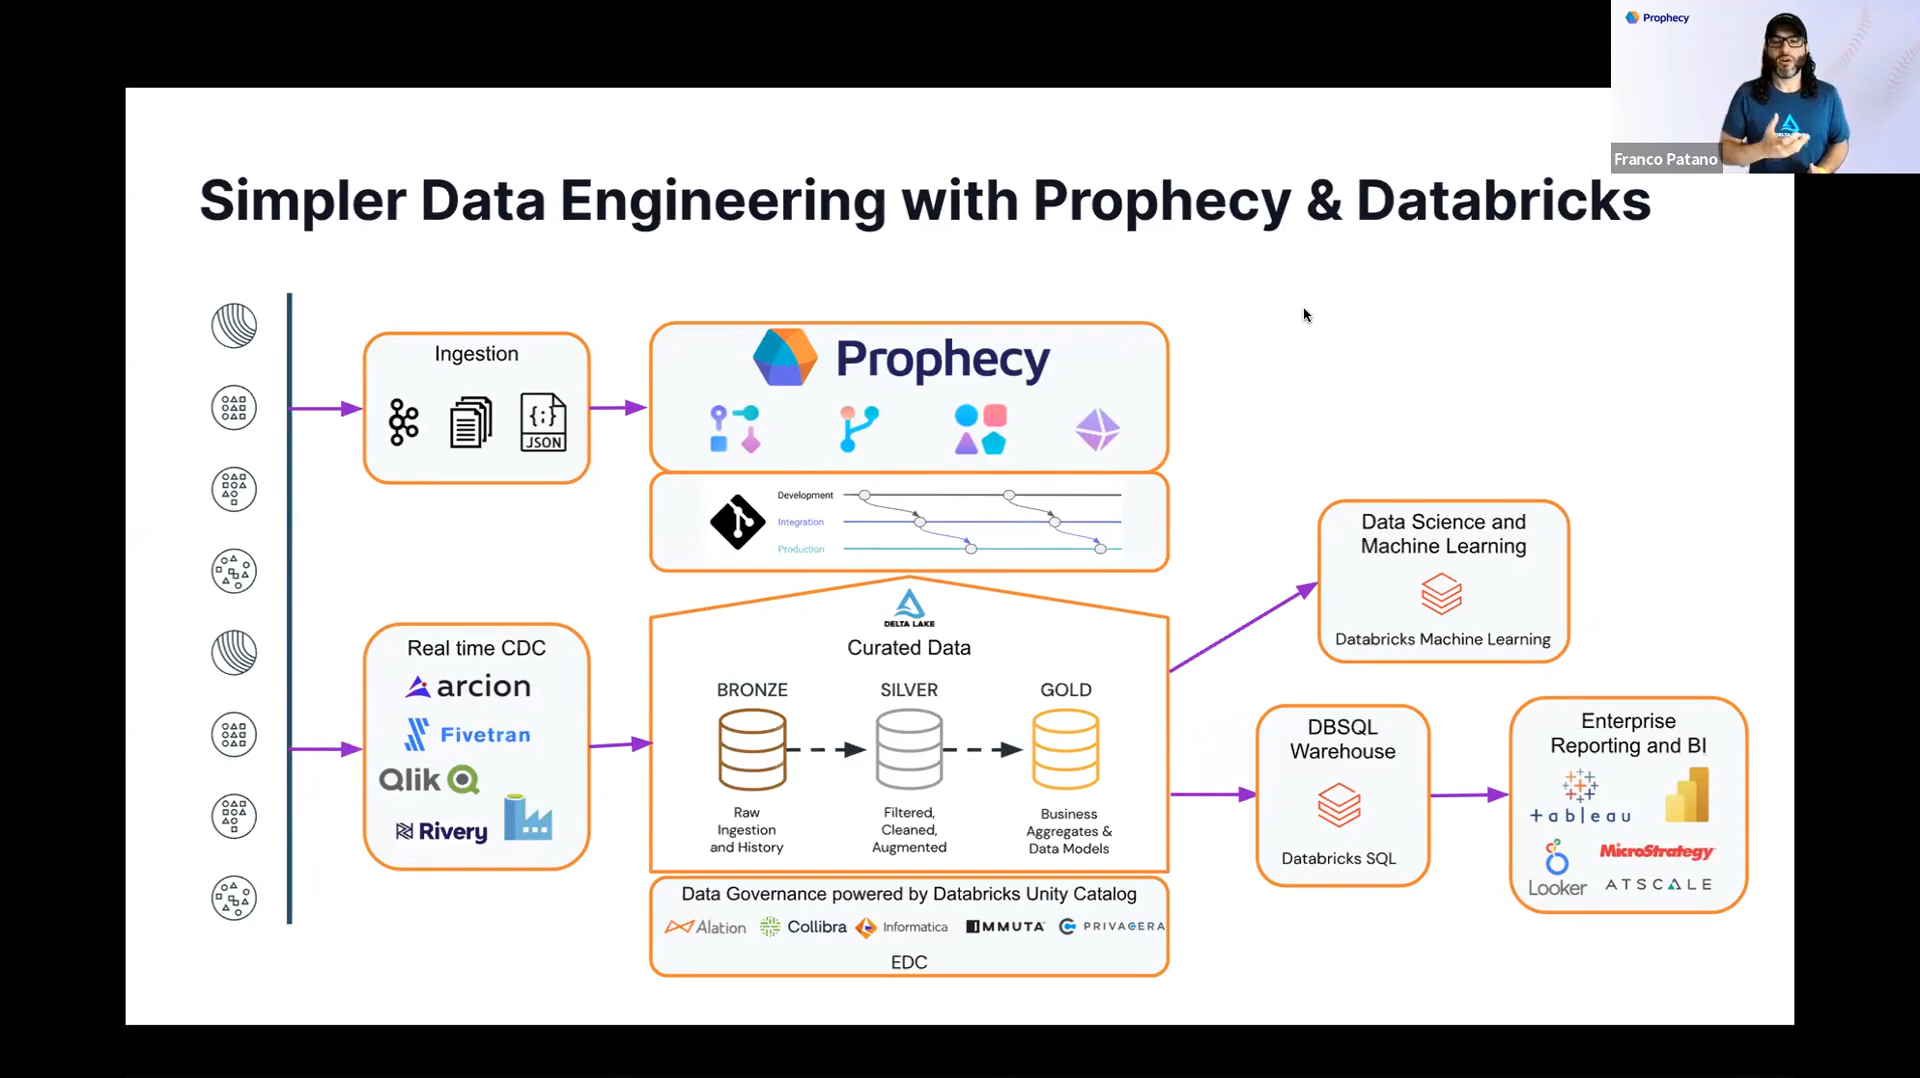 Prophecy
Franco Patano
DELTA LAKE
Simpler Data Engineering with Prophecy & Databricks
Ingestion
{:}
JSON
Prophecy
Development
Integration
Production
Real time CDC
arcion
Fivetran
Qlik
Rivery
DELTA LAKE
Curated Data
BRONZE
SILVER
GOLD
Raw
Ingestion
and History
Filtered,
Cleaned,
Augmented
Business
Aggregates &
Data Models
Data Governance powered by Databricks Unity Catalog
Alation
Collibra
Informatica
IMMUTA
PRIVACERA
EDC
Data Science and
Machine Learning
Databricks Machine Learning
DBSQL
Warehouse
Databricks SQL
Enterprise
Reporting and BI
+ a b | e a u
Looker
MicroStrategy
ATSCALE